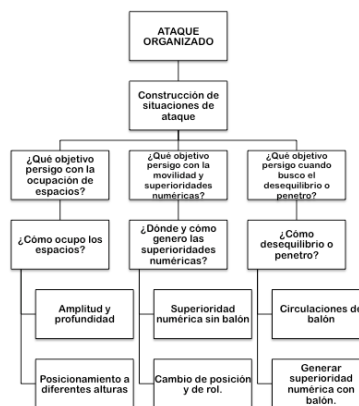 ATAQUE
ORGANIZADO
Construcción de
situaciones de
ataque
¿Qué objetivo
persigo con la
ocupación de
espacios?
¿Qué objetivo
persigo con la
movilidad y
superioridades
numéricas?
¿Qué objetivo
persigo cuando
busco el
desequilibrio o
penetro?
¿Cómo ocupo los
espacios?
¿Dónde y cómo
genero las
superioridades
numéricas?
¿Cómo
desequilibrio o
penetro?
Amplitud y
profundidad
Superioridad
numérica sin balón
Circulaciones de
balón
Posicionamiento a
diferentes alturas
Cambio de posición
y de rol.
Generar
superioridad
numérica con
balón.